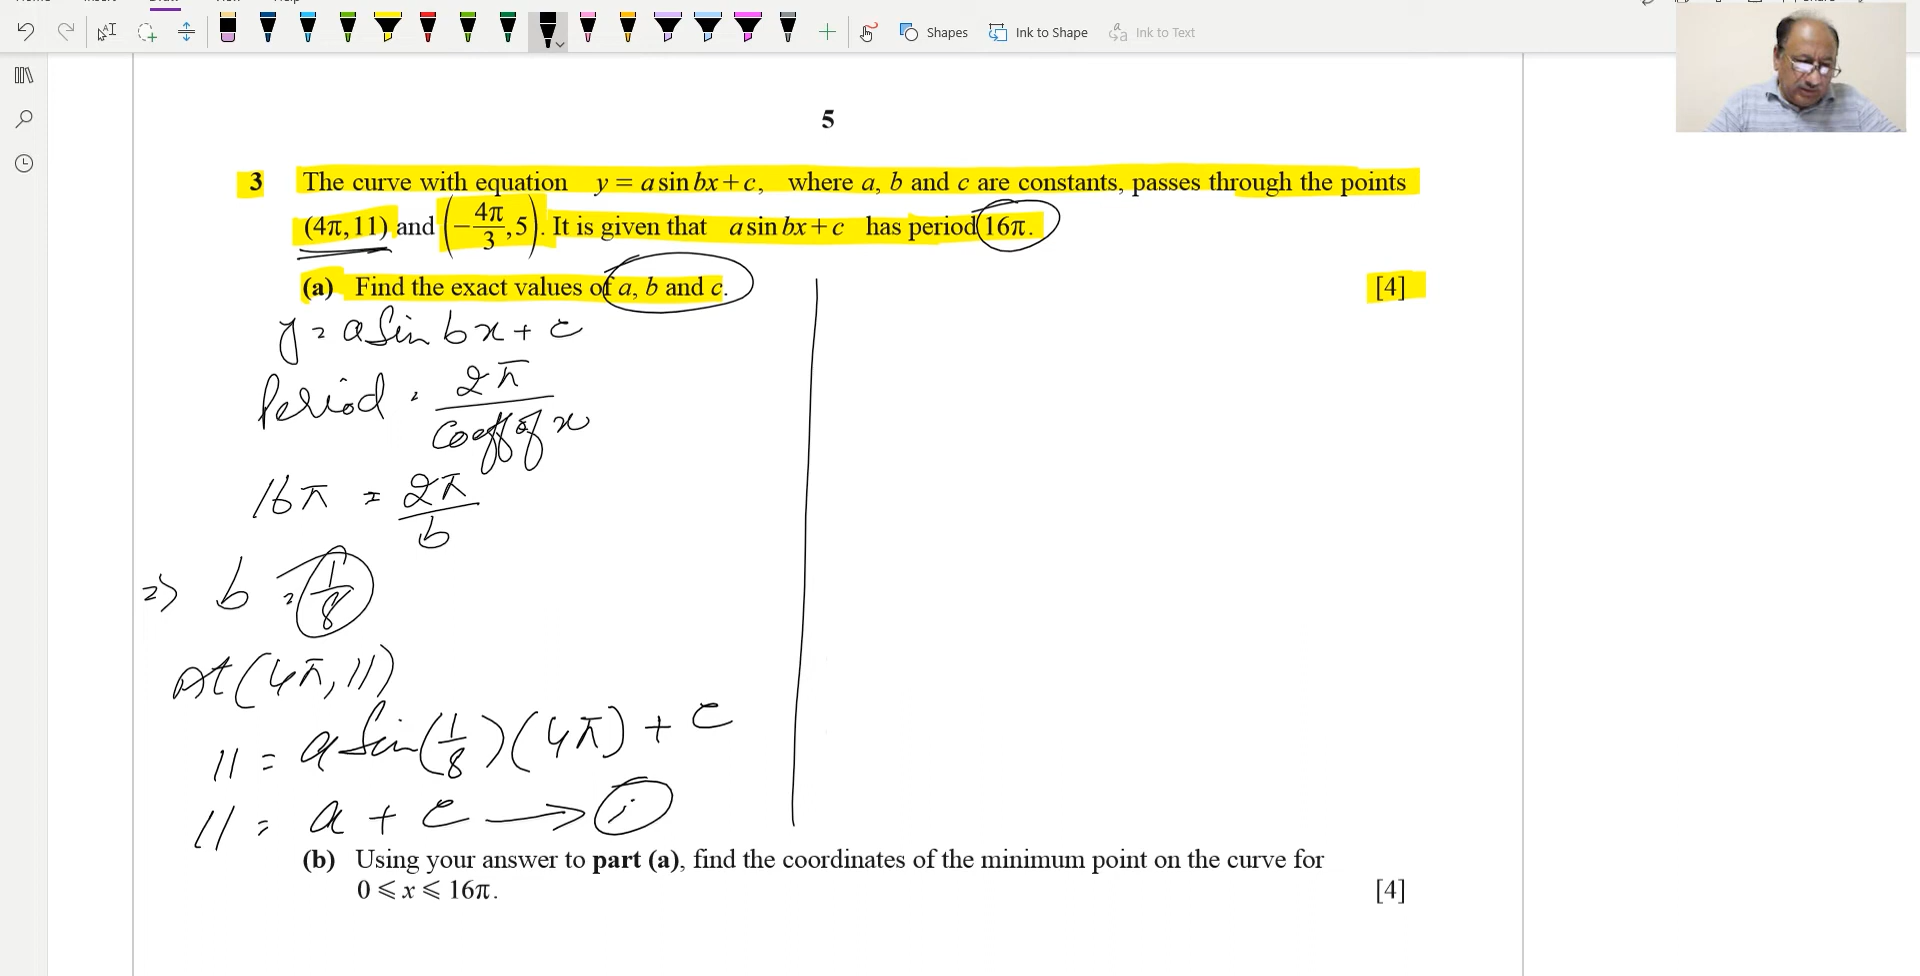 Shapes Ink to Shape Ink to Text
5
3 The curve with equation y = a sin bx + c, where a, b and c are constants, passes through the points
(4π, 11) and (−4π/3, 5). It is given that a sin bx + c has period 16π.
(a) Find the exact values of a, b and c. [4]
y = a Sin bx + c
Period = 2π / Coeff of x
16π = 2π / b
=> b = 1/8
At (4π, 11)
11 = a Sin(1/8)(4π) + c
11 = a + c → i
(b) Using your answer to part (a), find the coordinates of the minimum point on the curve for
0 ⩽ x ⩽ 16π. [4]